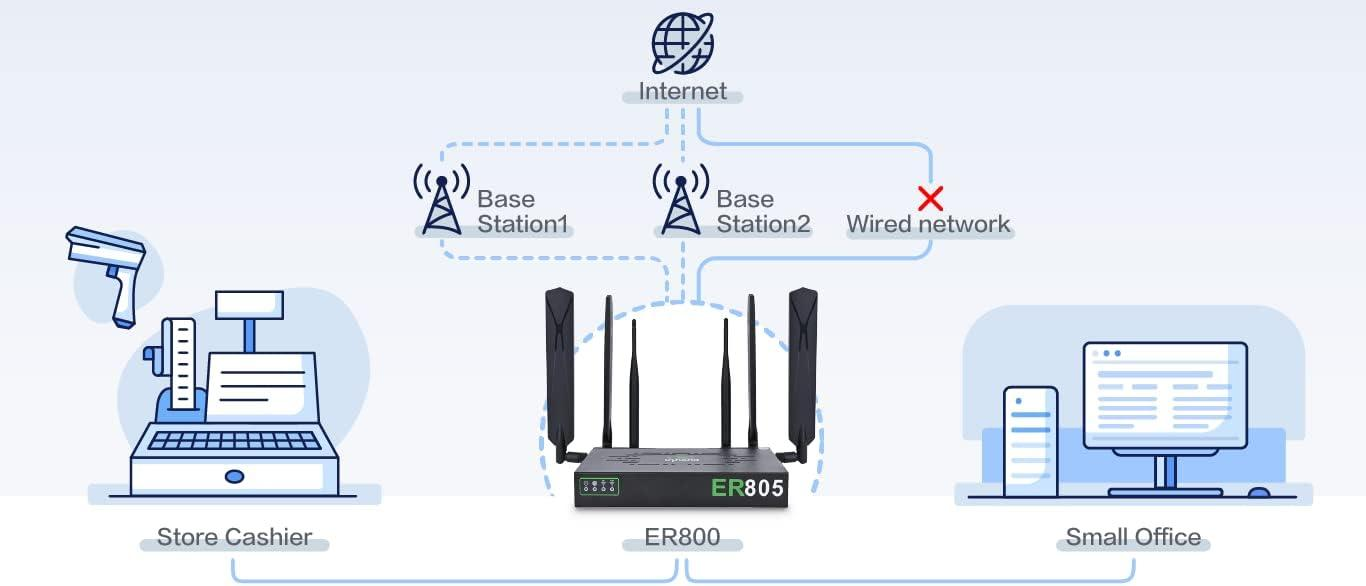 Internet
Base
Station1
Base
Station2
Wired network
ER805
Store Cashier
ER800
Small Office